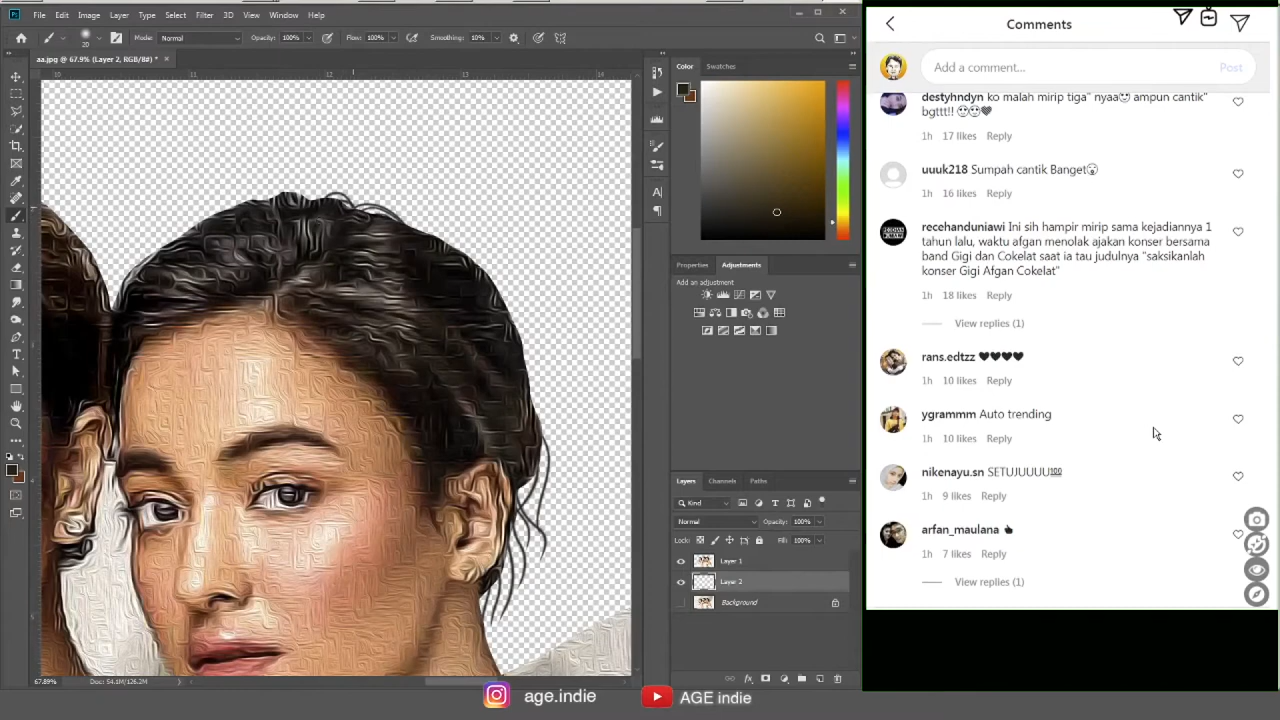 File Edit Image Layer Type Select Filter 3D View Window Help
20 Mode: Normal Opacity: 100% Flow: 100% Smoothing: 10%
aa.jpg @ 67.9% (Layer 2, RGB/8#) *
10 11 12 13 14
Color Swatches
Properties Adjustments
Add an adjustment
Layers Channels Paths
Kind
Normal Opacity: 100%
Lock: Fill: 100%
Layer 1
Layer 2
Background
67.89% Doc: 54.1M/126.2M
Comments
Add a comment... Post
destyhndyn ko malah mirip tiga" nyaa ampun cantik"
bgttt!!
1h 17 likes Reply
uuuk218 Sumpah cantik Banget
1h 16 likes Reply
recehanduniawi Ini sih hampir mirip sama kejadiannya 1
tahun lalu, waktu afgan menolak ajakan konser bersama
band Gigi dan Cokelat saat ia tau judulnya "saksikanlah
konser Gigi Afgan Cokelat"
1h 18 likes Reply
View replies (1)
rans.edtzz 🖤🖤🖤🖤
1h 10 likes Reply
ygrammm Auto trending
1h 10 likes Reply
nikenayu.sn SETUJUUUU💯
1h 9 likes Reply
arfan_maulana
1h 7 likes Reply
View replies (1)
age.indie AGE indie